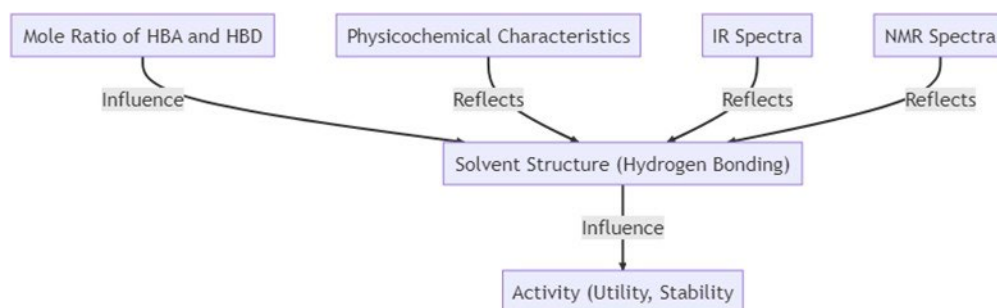 Mole Ratio of HBA and HBD
Physicochemical Characteristics
IR Spectra
NMR Spectra
Influence
Reflects
Reflects
Reflects
Solvent Structure (Hydrogen Bonding)
Influence
Activity (Utility, Stability